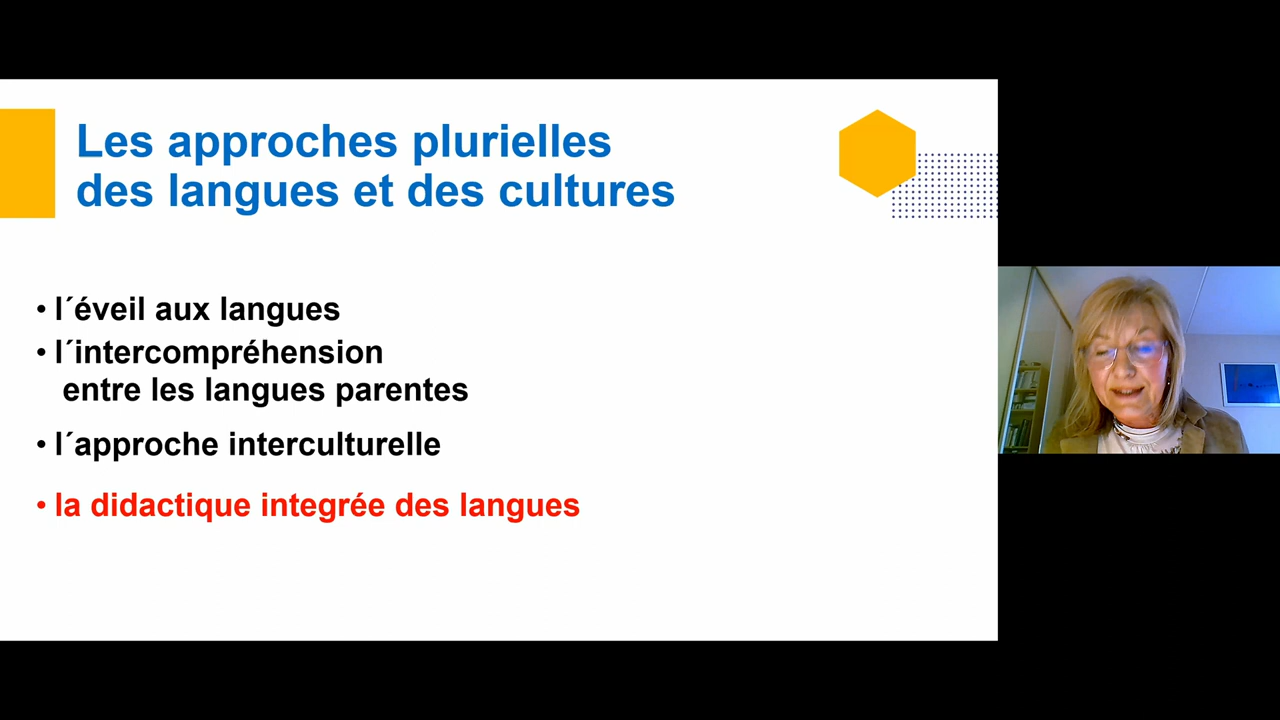 Les approches plurielles
des langues et des cultures
• l´éveil aux langues
• l´intercompréhension
entre les langues parentes
• l´approche interculturelle
• la didactique integrée des langues